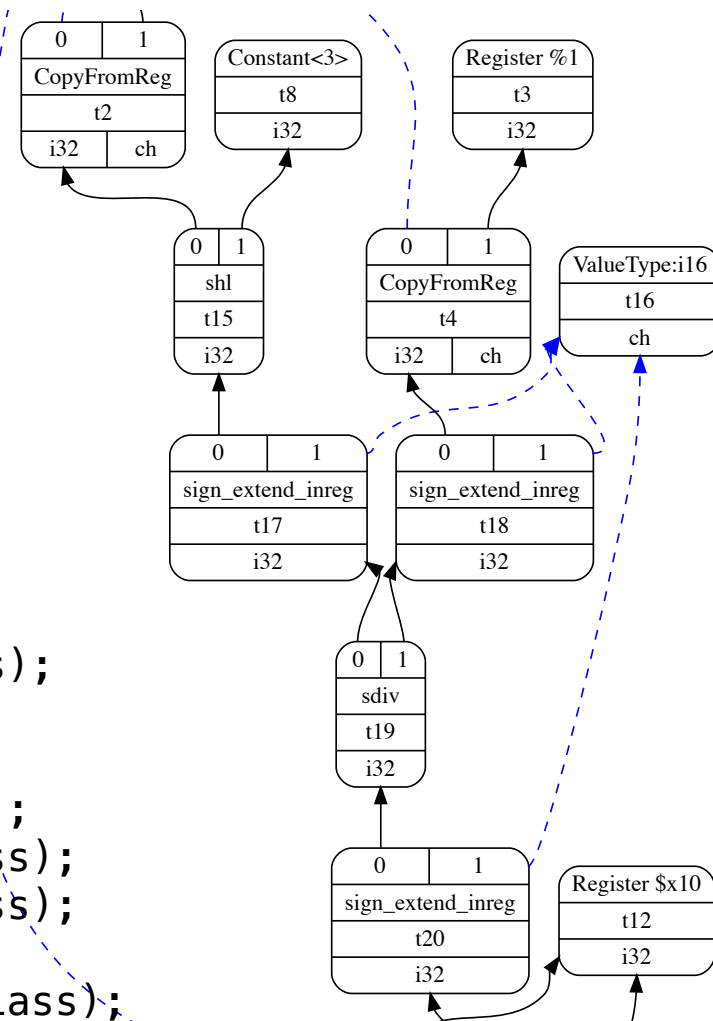 0 1
CopyFromReg
t2
i32 ch
Constant<3>
t8
i32
Register %1
t3
i32
0 1
shl
t15
i32
0 1
CopyFromReg
t4
i32 ch
ValueType:i16
t16
ch
0 1
sign_extend_inreg
t17
i32
0 1
sign_extend_inreg
t18
i32
s);
0 1
sdiv
t19
i32
;
ss);
s);
0 1
sign_extend_inreg
t20
i32
Register $x10
t12
i32
lass);